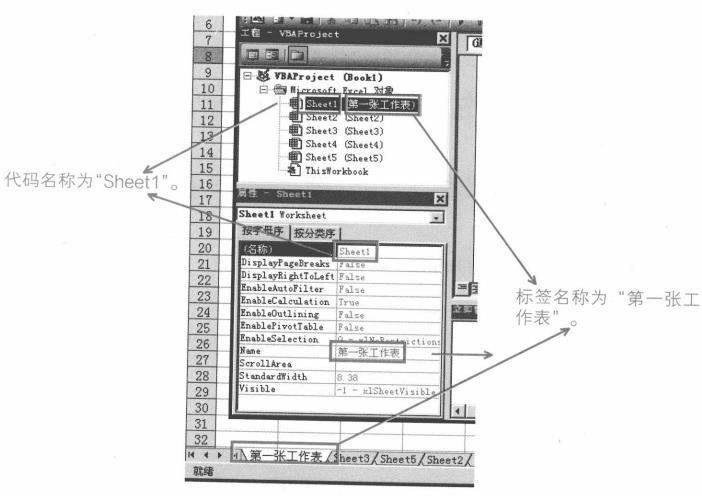 6
7
8
9
10
11
12
13
14
15
16
17
18
19
20
21
22
23
24
25
26
27
28
29
30
31
32
工程 - VBAProject
VBAProject (Book1)
Microsoft Excel 对象
Sheet1 (第一张工作表)
Sheet2 (Sheet2)
Sheet3 (Sheet3)
Sheet4 (Sheet4)
Sheet5 (Sheet5)
ThisWorkbook
代码名称为“Sheet1”。
属性 - Sheet1
Sheet1 Worksheet
按字母序 按分类序
(名称) Sheet1
DisplayPageBreaks False
DisplayRightToLeft False
EnableAutoFilter False
EnableCalculation True
EnableOutlining False
EnablePivotTable False
EnableSelection 0 - xlNoRestrictions
Name 第一张工作表
ScrollArea
StandardWidth 8.38
Visible -1 - xlSheetVisible
标签名称为 “第一张工
作表”。
第一张工作表 Sheet3 Sheet5 Sheet2
就绪